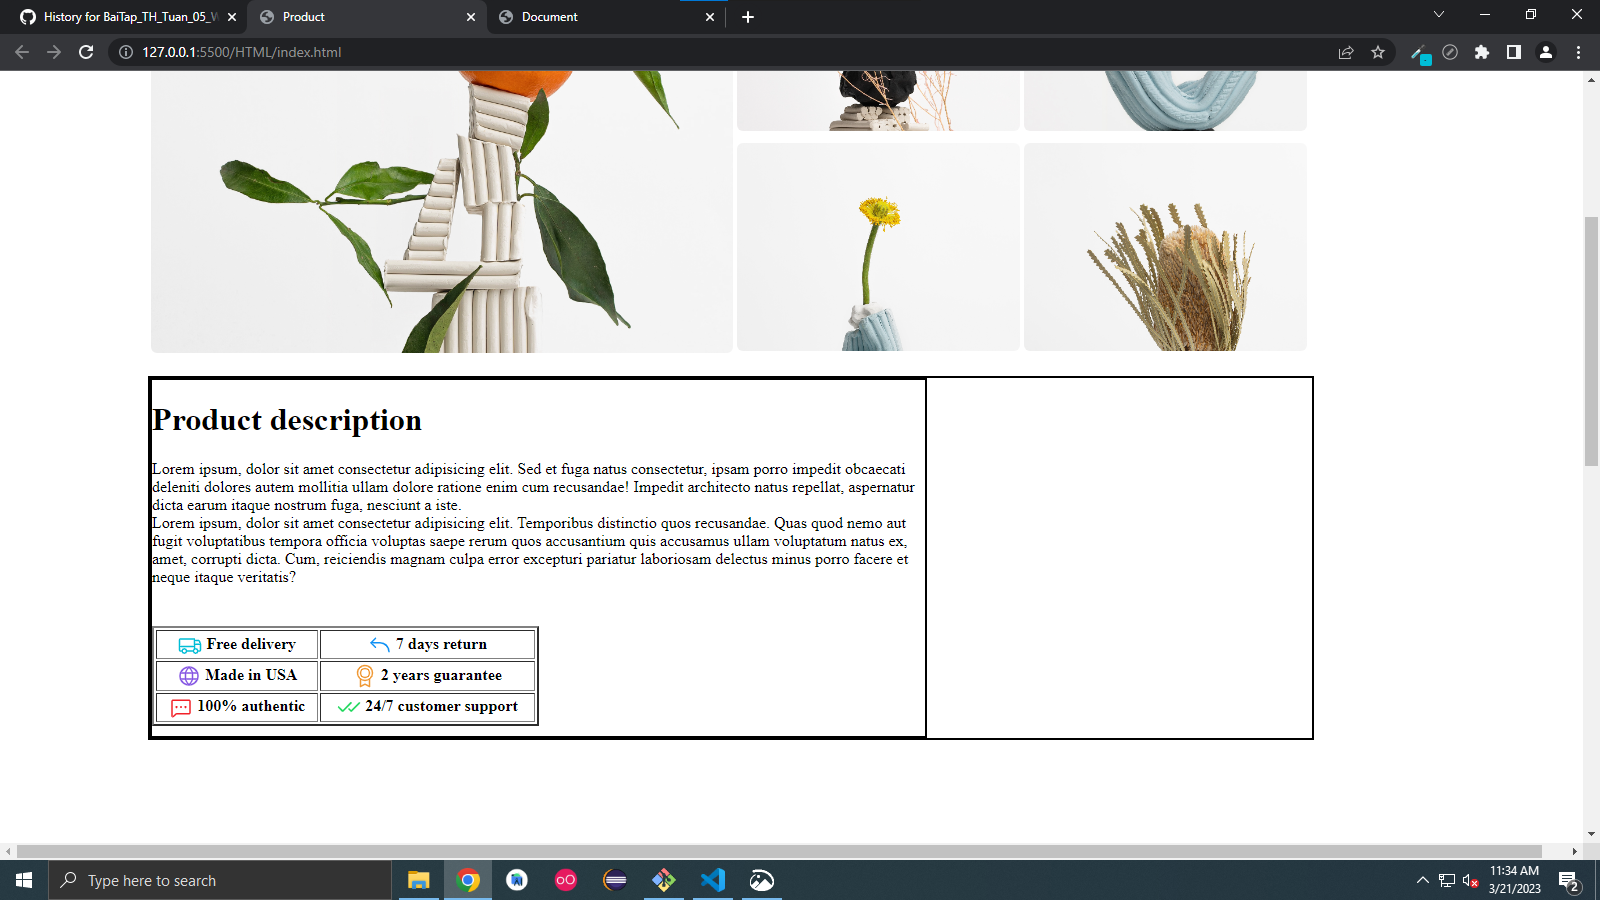 History for BaiTap_TH_Tuan_05_W
Product
Document
127.0.0.1:5500/HTML/index.html
Product description
Lorem ipsum, dolor sit amet consectetur adipisicing elit. Sed et fuga natus consectetur, ipsam porro impedit obcaecati
deleniti dolores autem mollitia ullam dolore ratione enim cum recusandae! Impedit architecto natus repellat, aspernatur
dicta earum itaque nostrum fuga, nesciunt a iste.
Lorem ipsum, dolor sit amet consectetur adipisicing elit. Temporibus distinctio quos recusandae. Quas quod nemo aut
fugit voluptatibus tempora officia voluptas saepe rerum quos accusantium quis accusamus ullam voluptatum natus ex,
amet, corrupti dicta. Cum, reiciendis magnam culpa error excepturi pariatur laboriosam delectus minus porro facere et
neque itaque veritatis?
Free delivery
7 days return
Made in USA
2 years guarantee
100% authentic
24/7 customer support
Type here to search
11:34 AM
3/21/2023
2